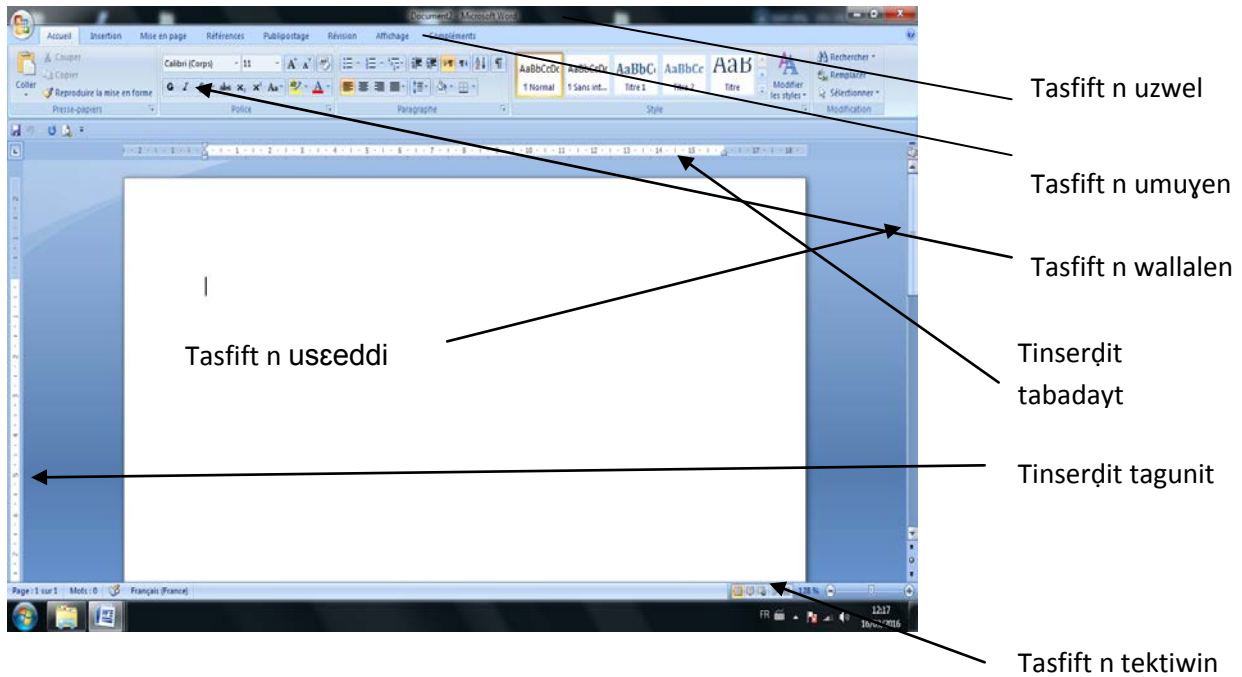 Document2 - Microsoft Word
Accueil Insertion Mise en page Références Publipostage Révision Affichage Compléments
Coller
Couper
Copier
Reproduire la mise en forme
Presse-papiers
Calibri (Corps) 11
Police
Paragraphe
AaBbCcDc AaBbCcDc AaBbC AaBbCc AaB
¶ Normal ¶ Sans int... Titre 1 Titre 2 Titre
Modifier
les styles
Style
Rechercher
Remplacer
Sélectionner
Modification
Tasfift n uzwel
Tasfift n umuɣen
Tasfift n wallalen
Tasfift n usɛeddi
Tinserḍit
tabadayt
Tinserḍit tagunit
Page : 1 sur 1 Mots : 0 Français (France) 128 %
FR 12:17
Tasfift n tektiwin